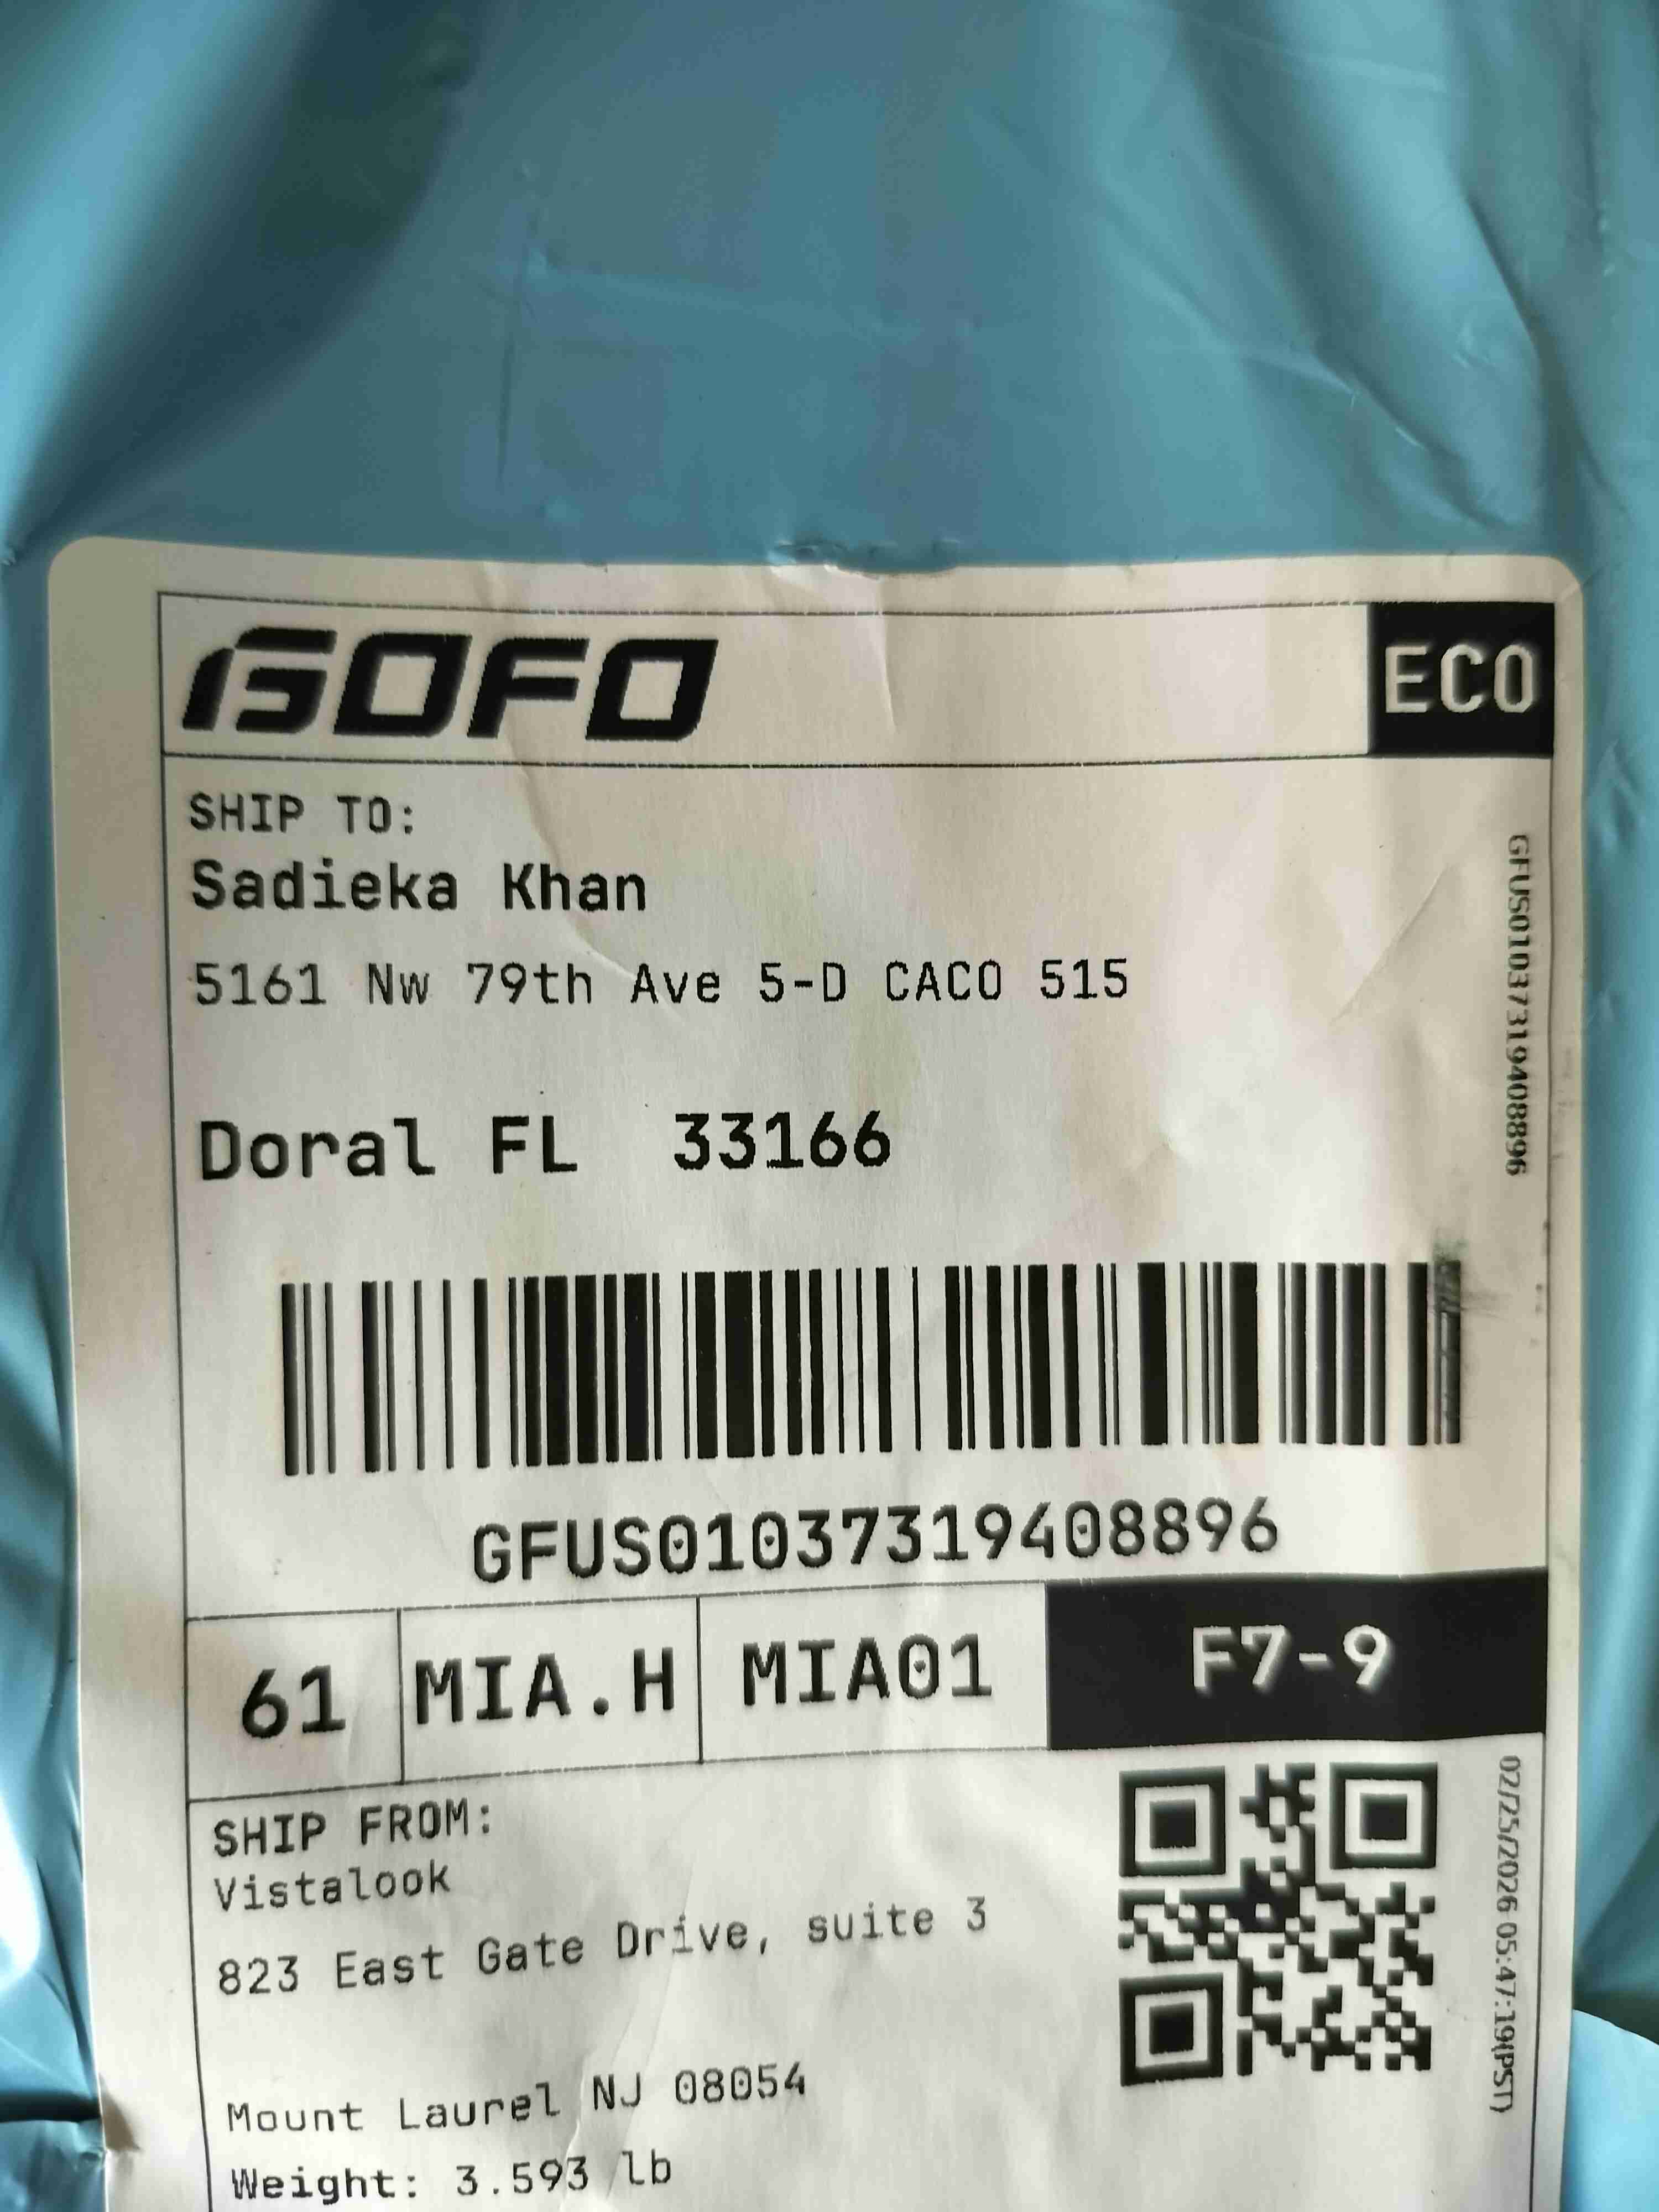 GOFO
ECO
SHIP TO:
Sadieka Khan
5161 Nw 79th Ave 5-D CACO 515
Doral FL 33166
GFUS01037319408896
GFUS01037319408896
61 MIA.H MIA01 F7-9
SHIP FROM:
Vistalook
823 East Gate Drive, suite 3
Mount Laurel NJ 08054
Weight: 3.593 lb
02/25/2026 05:47:19(PST)